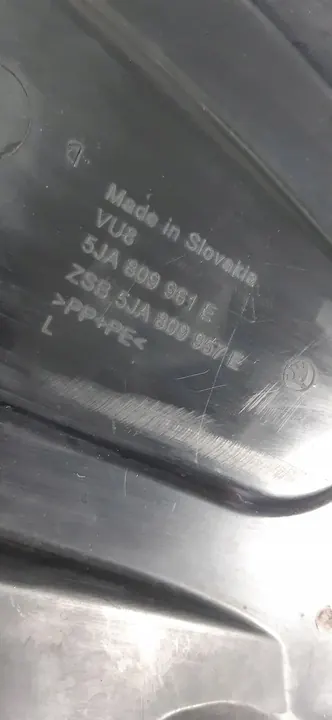 Made in Slovakia
VU8
5JA 809 961 E
ZSB 5JA 809 957 E
>PP+PE<
L